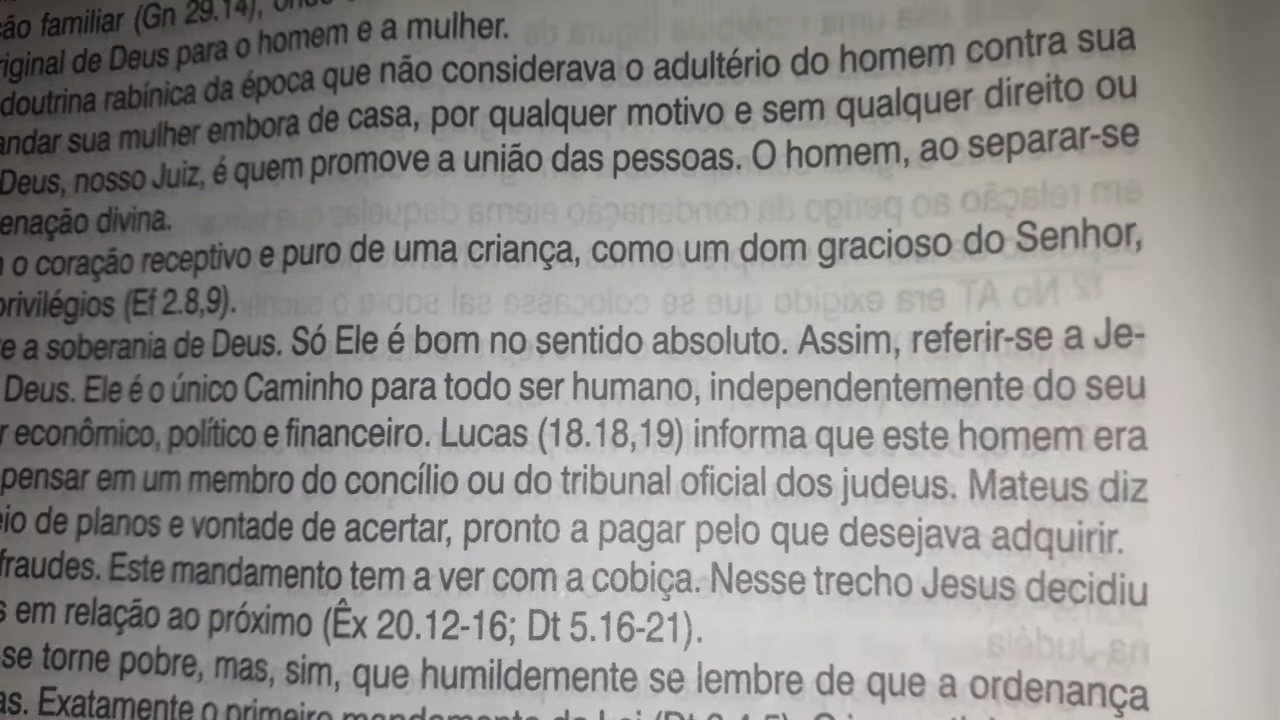 ção familiar (Gn 29.14),
original de Deus para o homem e a mulher.
doutrina rabínica da época que não considerava o adultério do homem contra sua
andar sua mulher embora de casa, por qualquer motivo e sem qualquer direito ou
Deus, nosso Juiz, é quem promove a união das pessoas. O homem, ao separar-se
enação divina.
o coração receptivo e puro de uma criança, como um dom gracioso do Senhor,
privilégios (Ef 2.8,9).
e a soberania de Deus. Só Ele é bom no sentido absoluto. Assim, referir-se a Je-
Deus. Ele é o único Caminho para todo ser humano, independentemente do seu
r econômico, político e financeiro. Lucas (18.18,19) informa que este homem era
pensar em um membro do concílio ou do tribunal oficial dos judeus. Mateus diz
eio de planos e vontade de acertar, pronto a pagar pelo que desejava adquirir.
fraudes. Este mandamento tem a ver com a cobiça. Nesse trecho Jesus decidiu
s em relação ao próximo (Êx 20.12-16; Dt 5.16-21).
se torne pobre, mas, sim, que humildemente se lembre de que a ordenança
as. Exatamente o primeiro mandamento da Lei